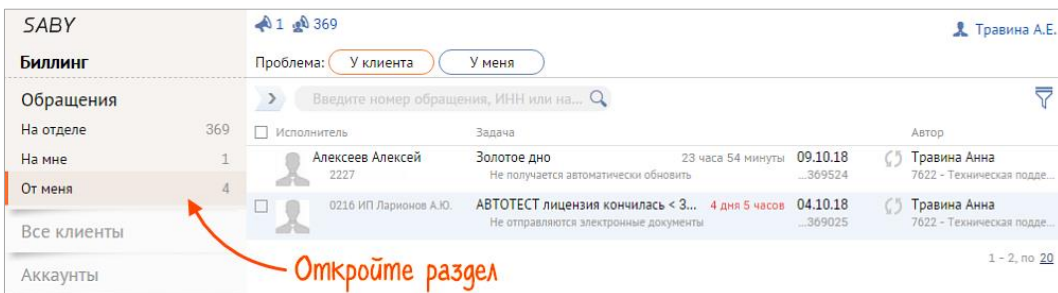 SABY
1 369
Травина А.Е.
Биллинг
Проблема: У клиента У меня
Обращения
Введите номер обращения, ИНН или на...
На отделе 369
Исполнитель Задача Автор
На мне 1
Алексеев Алексей Золотое дно 23 часа 54 минуты 09.10.18 Травина Анна
2227 Не получается автоматически обновить ...369524 7622 - Техническая подде...
От меня 4
0216 ИП Ларионов А.Ю. АВТОТЕСТ лицензия кончилась < 3... 4 дня 5 часов 04.10.18 Травина Анна
Не отправляются электронные документы ...369025 7622 - Техническая подде...
Все клиенты
1 - 2, по 20
Откройте раздел
Аккаунты